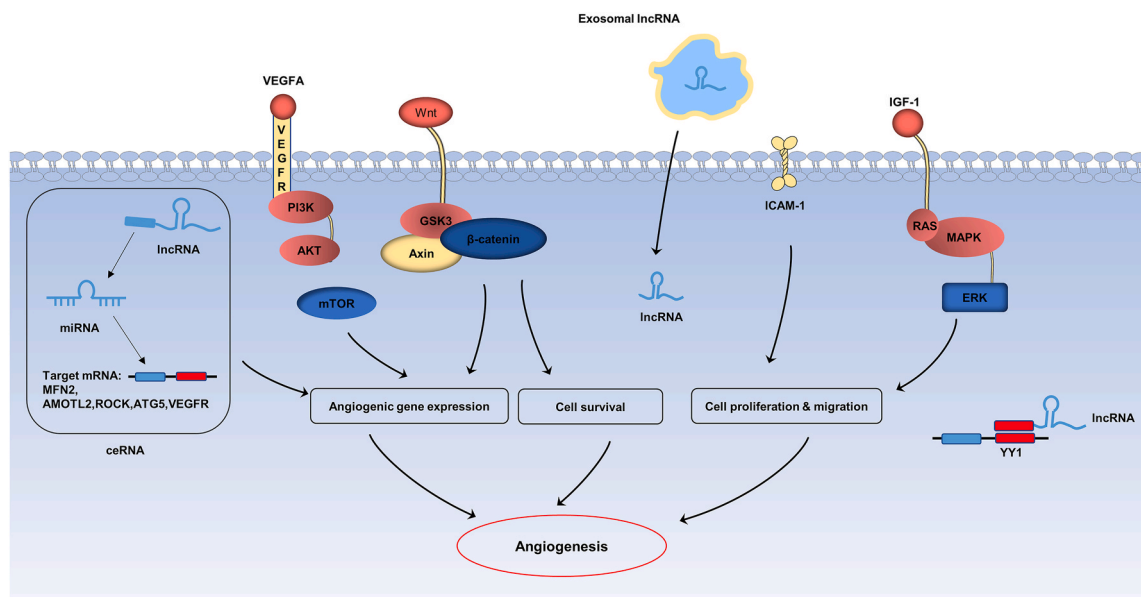 Exosomal lncRNA
VEGFA
VEGFR
PI3K
AKT
mTOR
Wnt
GSK3
Axin
β-catenin
lncRNA
ICAM-1
IGF-1
RAS
MAPK
ERK
lncRNA
miRNA
Target mRNA:
MFN2,
AMOTL2,ROCK,ATG5,VEGFR
ceRNA
Angiogenic gene expression
Cell survival
Cell proliferation & migration
lncRNA
YY1
Angiogenesis